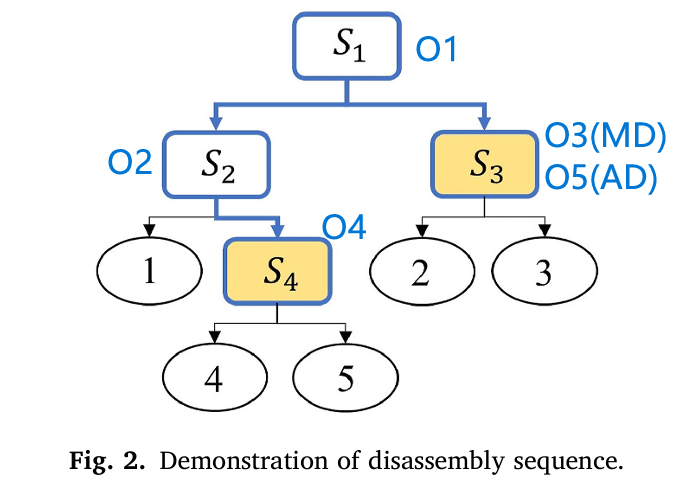 S1 O1
O2 S2 S3 O3(MD)
O5(AD)
O4
1 S4 2 3
4 5
Fig. 2. Demonstration of disassembly sequence.